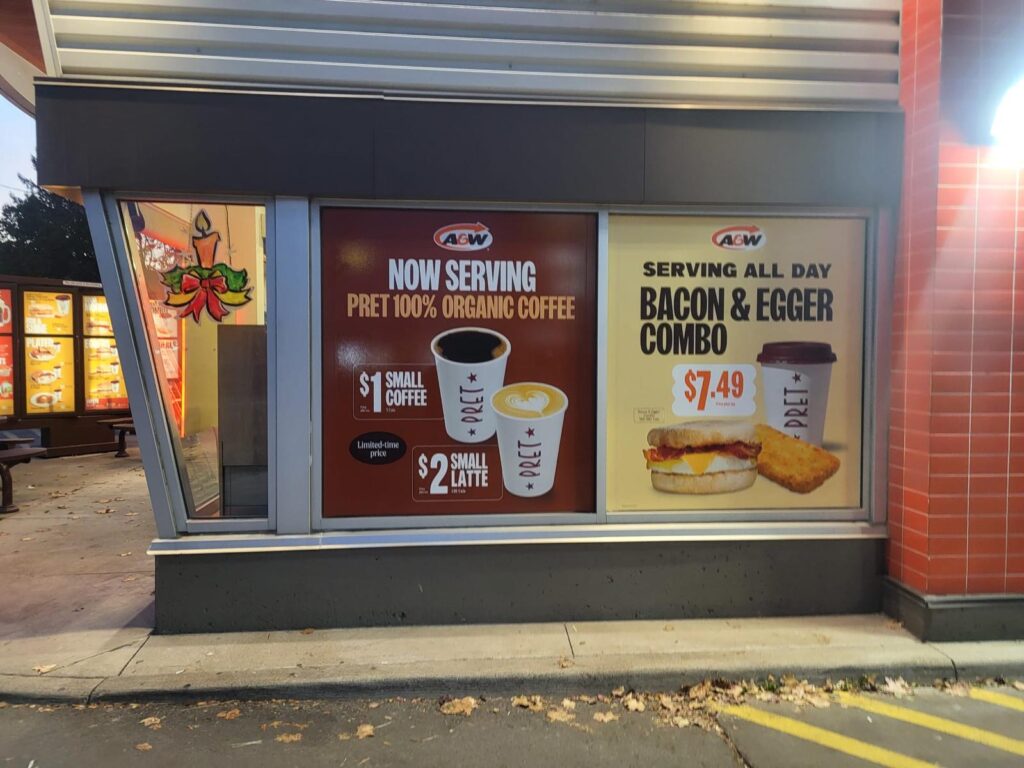 A&W
NOW SERVING
PRET 100% ORGANIC COFFEE
$1 SMALL
COFFEE
Limited-time
price
$2 SMALL
LATTE
PRET
PRET
A&W
SERVING ALL DAY
BACON & EGGER
COMBO
$7.49
PRET